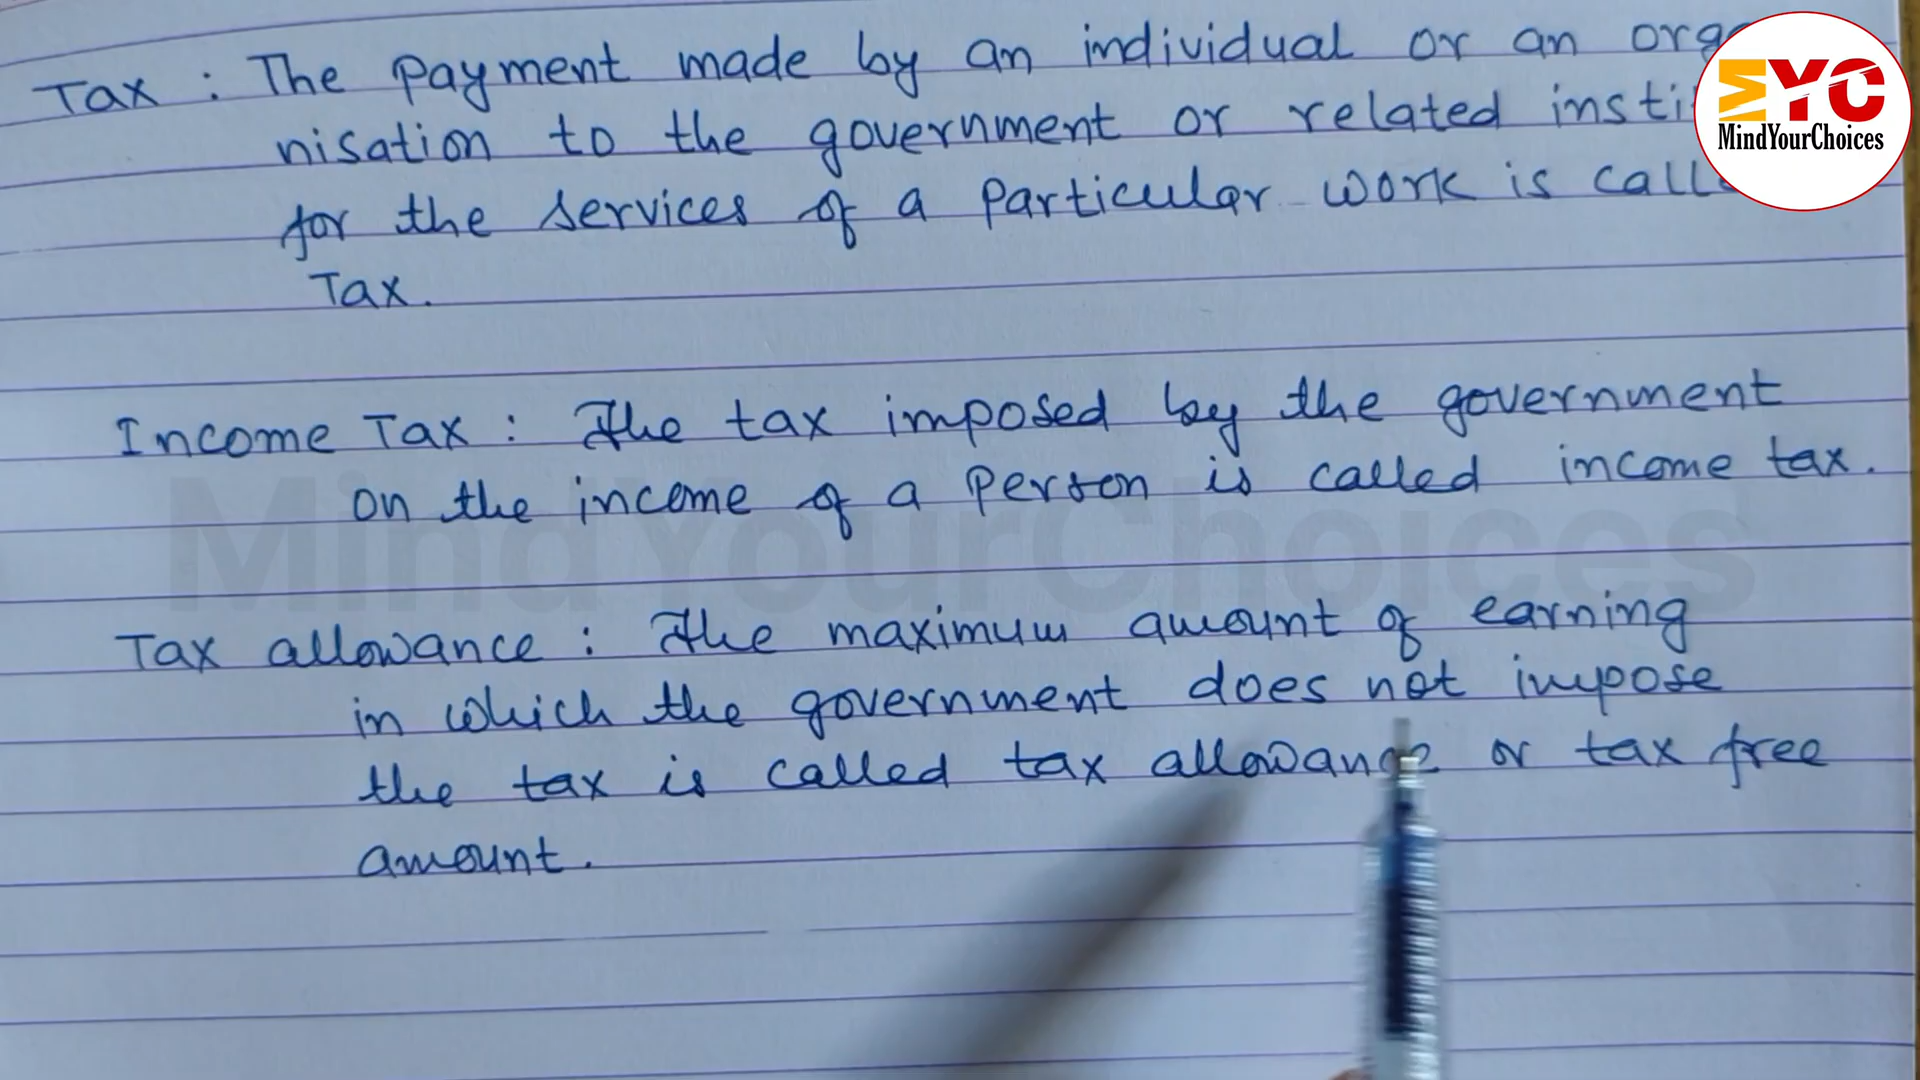 Tax : The payment made by an individual or an
nisation to the government or related
for the services of a particular work is
Tax.
Income Tax : The tax imposed by the government
on the income of a person is called income tax.
Tax allowance : The maximum amount of earning
in which the government does not impose
the tax is called tax allowance or tax free
amount.
MYC
MindYourChoices
MindYourChoices